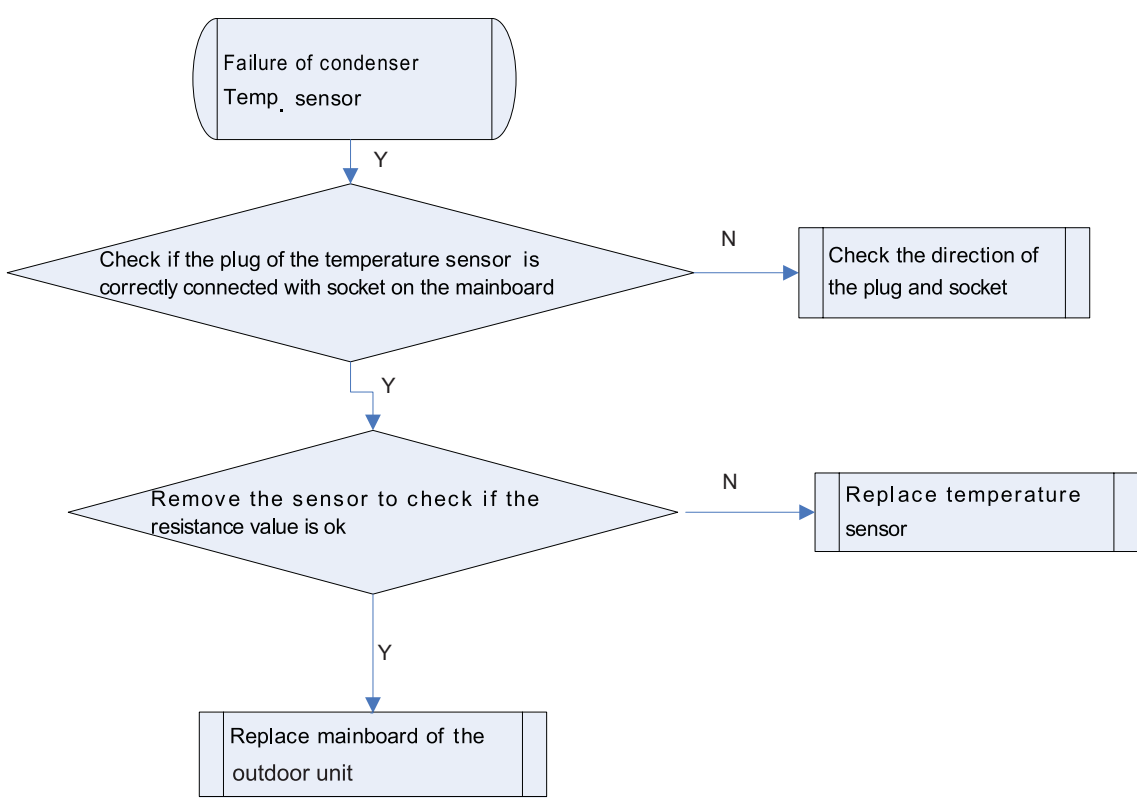 Failure of condenser
Temp. sensor
Y
Check if the plug of the temperature sensor is
correctly connected with socket on the mainboard
N
Check the direction of
the plug and socket
Y
Remove the sensor to check if the
resistance value is ok
N
Replace temperature
sensor
Y
Replace mainboard of the
outdoor unit